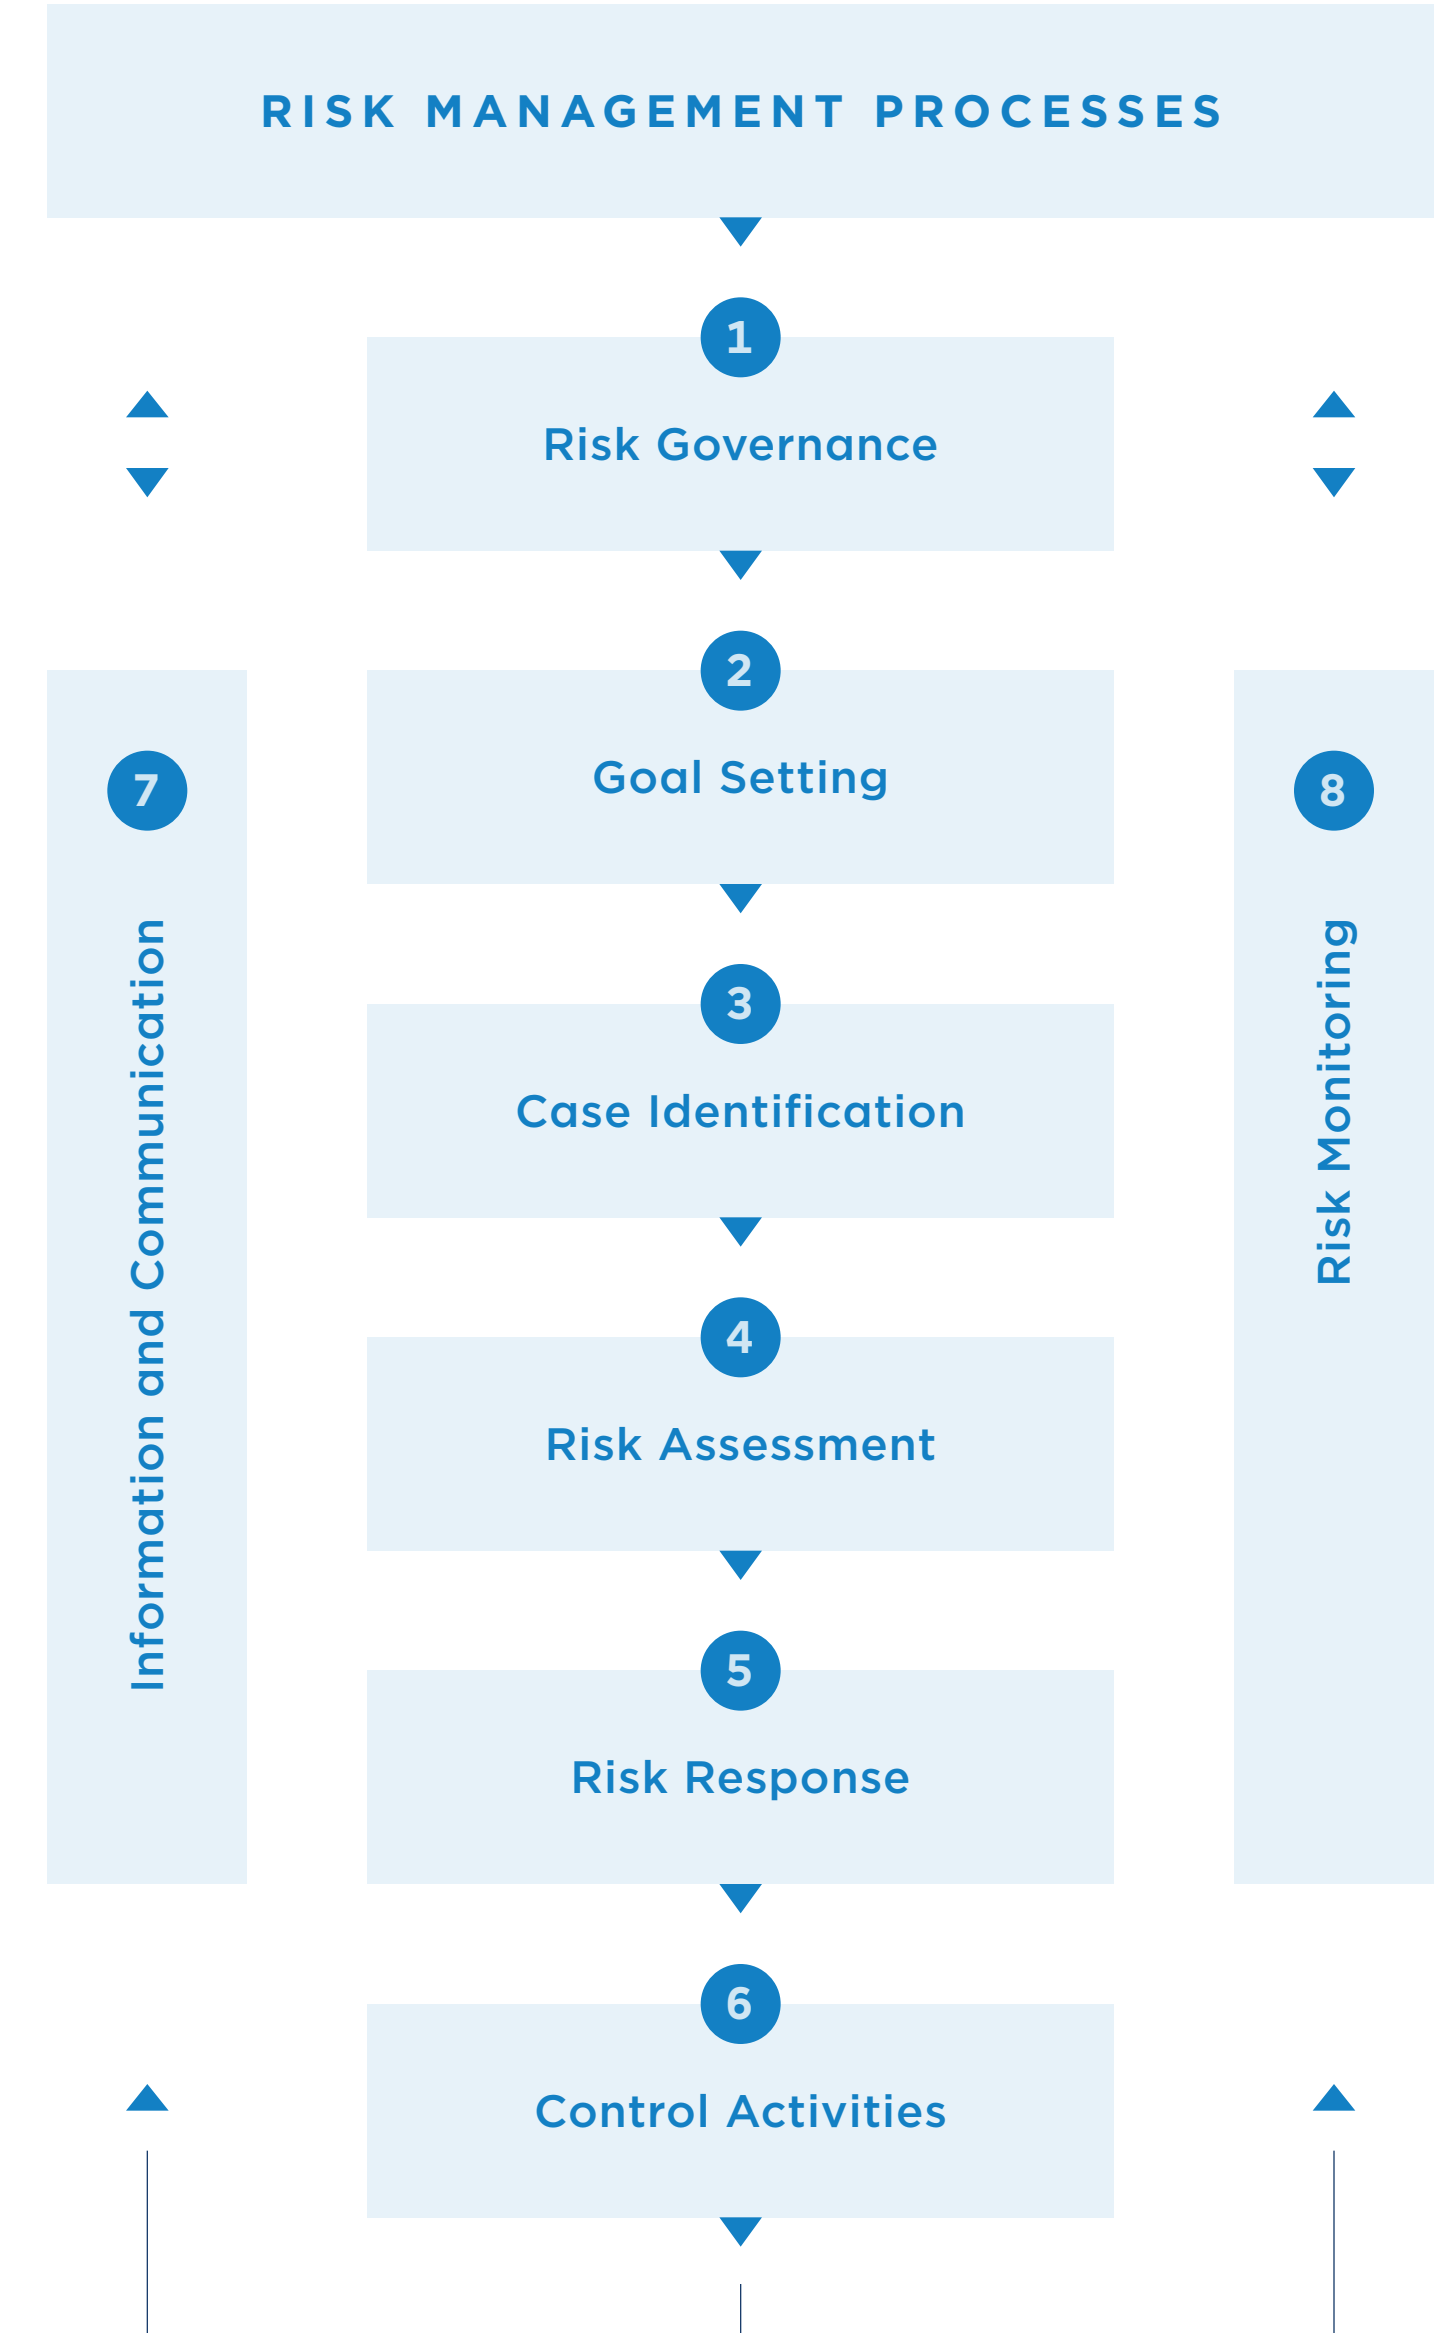 RISK MANAGEMENT PROCESSES
1
Risk Governance
2
Goal Setting
3
Case Identification
4
Risk Assessment
5
Risk Response
6
Control Activities
7
Information and Communication
8
Risk Monitoring